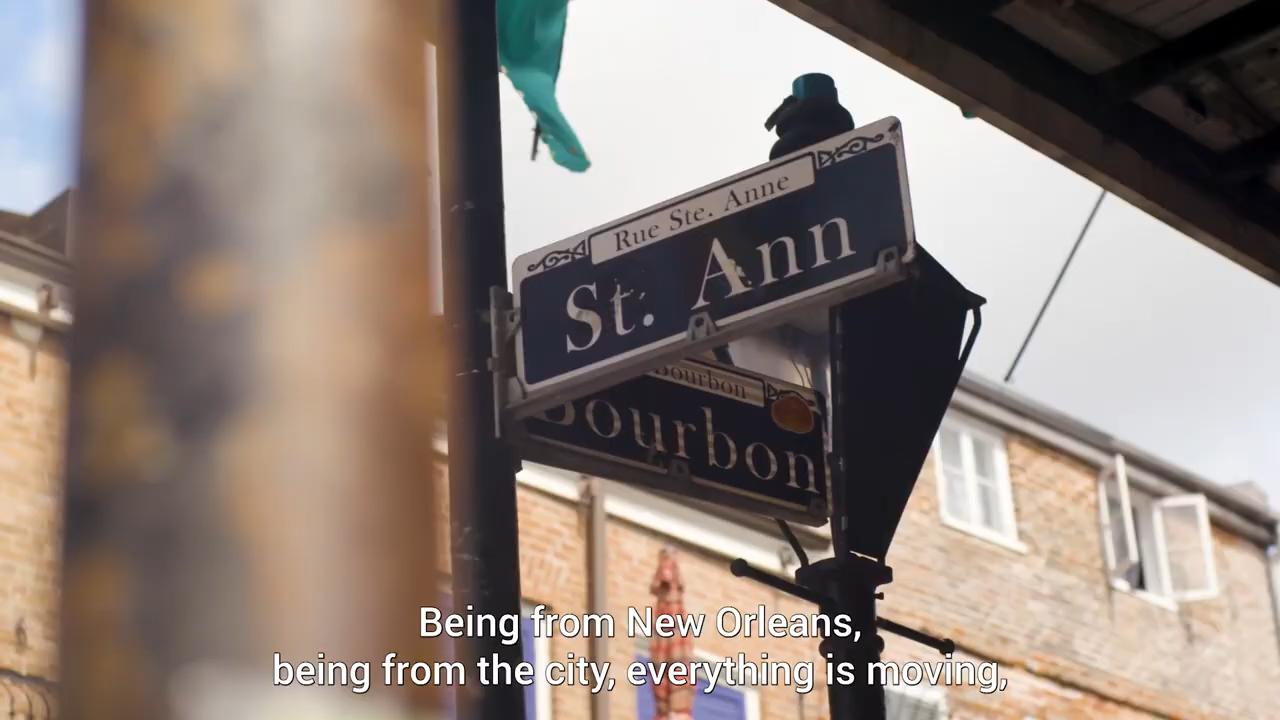 Rue Ste. Anne
St. Ann
Bourbon
Bourbon
Being from New Orleans,
being from the city, everything is moving,